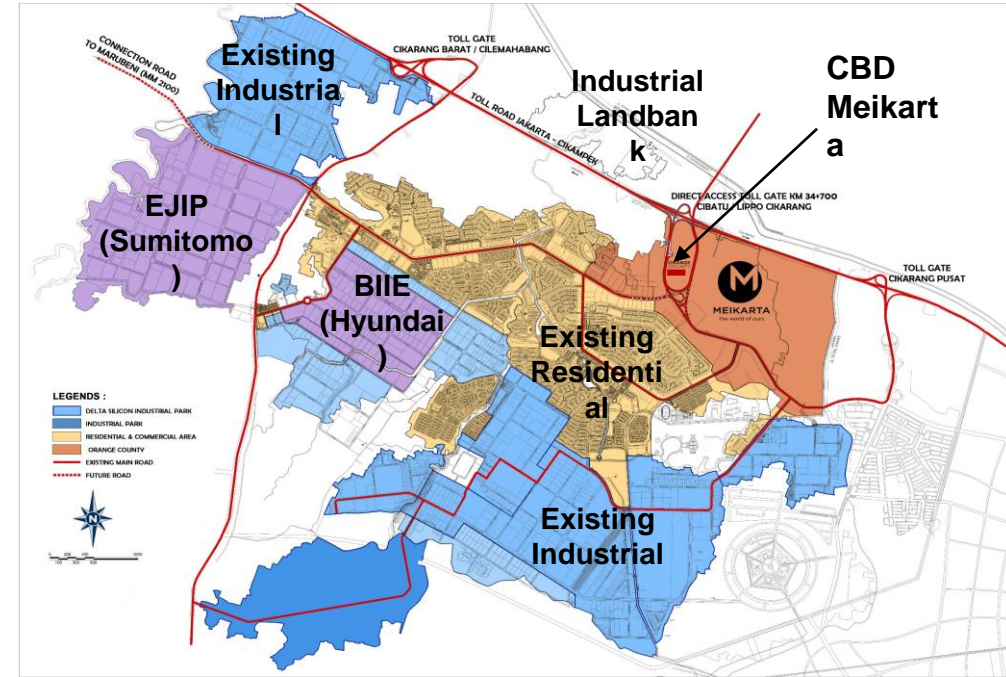 CONNECTION ROAD
TO MARUBENI (MM 2100)
Existing
Industria
l
TOLL GATE
CIKARANG BARAT / CILEMAHABANG
TOLL ROAD JAKARTA - CIKAMPEK
Industrial
Landban
k
CBD
Meikart
a
EJIP
(Sumitomo
)
DIRECT ACCESS TOLL GATE KM 34+700
CIBATU / LIPPO CIKARANG
ORANGE
COUNTY
M
MEIKARTA
the world of ours
TOLL GATE
CIKARANG PUSAT
BIIE
(Hyundai
)
Existing
Residenti
al
LEGENDS :
DELTA SILICON INDUSTRIAL PARK
INDUSTRIAL PARK
RESIDENTIAL & COMMERCIAL AREA
ORANGE COUNTY
EXISTING MAIN ROAD
FUTURE ROAD
N
Existing
Industrial